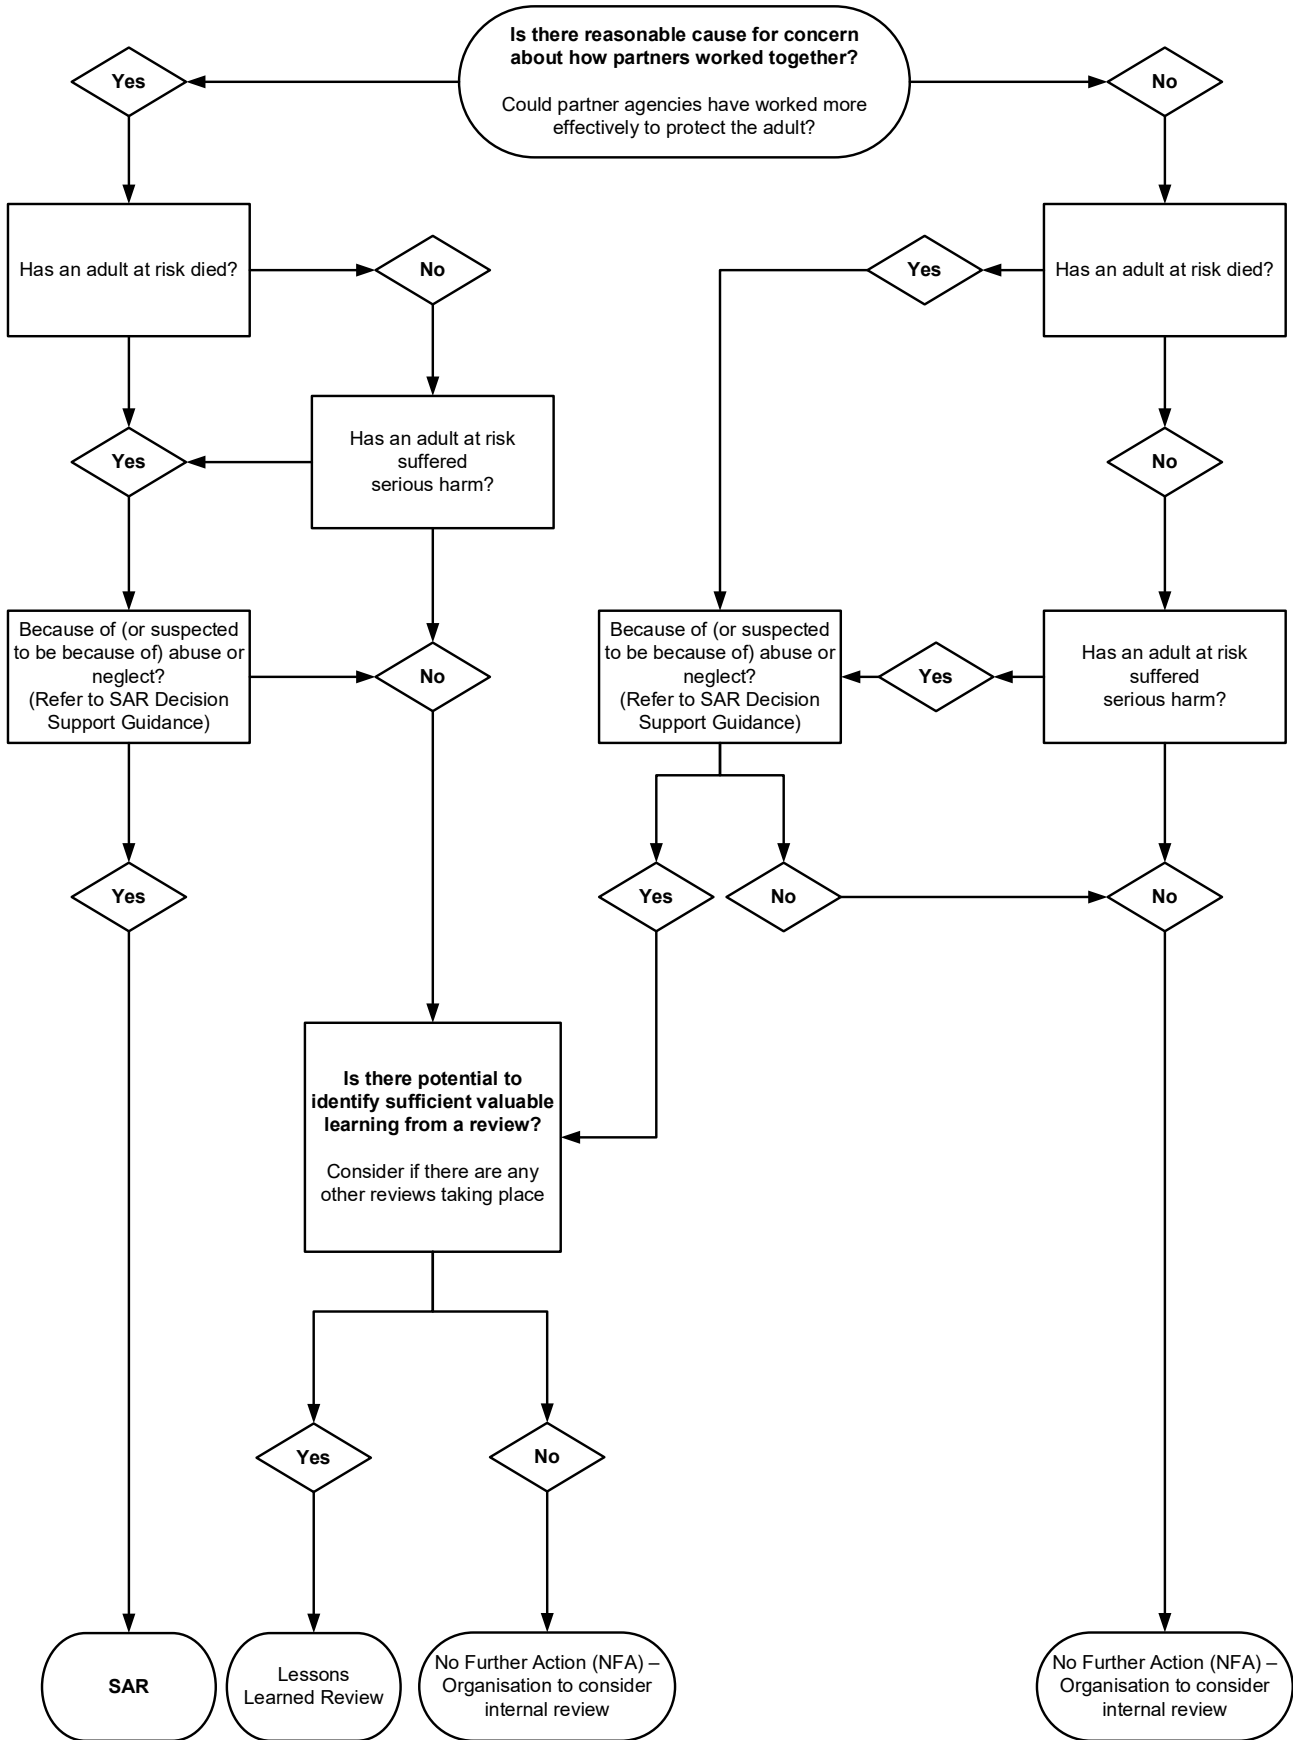 Is there reasonable cause for concern
about how partners worked together?
Could partner agencies have worked more
effectively to protect the adult?
Yes
No
Has an adult at risk died?
No
Yes
Has an adult at risk died?
Yes
Has an adult at risk
suffered
serious harm?
No
Because of (or suspected
to be because of) abuse or
neglect?
(Refer to SAR Decision
Support Guidance)
No
Because of (or suspected
to be because of) abuse or
neglect?
(Refer to SAR Decision
Support Guidance)
Yes
Has an adult at risk
suffered
serious harm?
Yes
Yes
No
No
Is there potential to
identify sufficient valuable
learning from a review?
Consider if there are any
other reviews taking place
Yes
No
SAR
Lessons
Learned Review
No Further Action (NFA) –
Organisation to consider
internal review
No Further Action (NFA) –
Organisation to consider
internal review